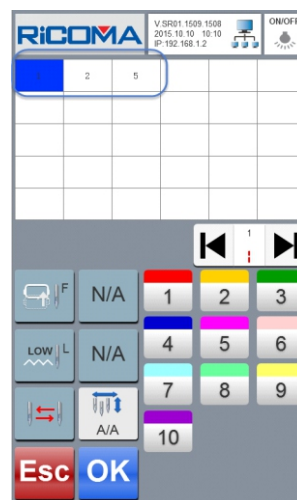 RiCOMA
V.SR01.1509.1508
2015.10.10 10:10
IP:192.168.1.2
ON/OFF
1 2 5
1
F N/A 1 2 3
LOW L N/A 4 5 6
A/A 7 8 9
10
Esc OK